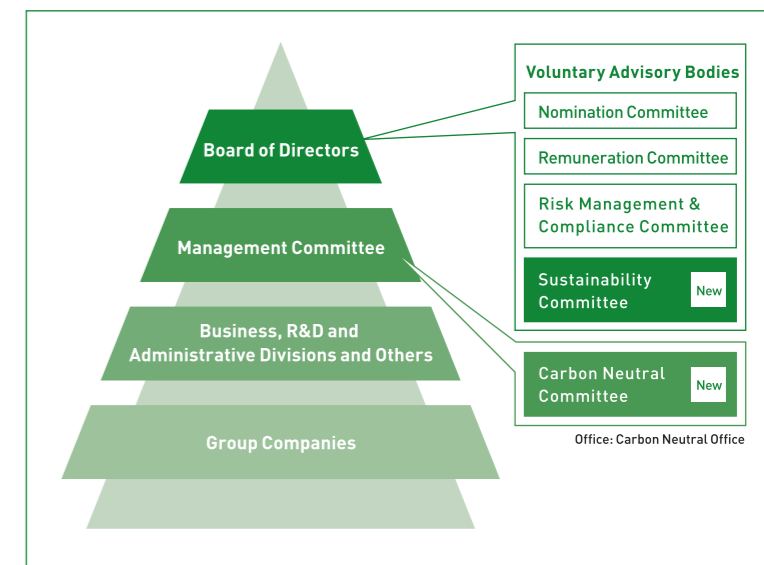 Board of Directors
Management Committee
Business, R&D and
Administrative Divisions and Others
Group Companies
Voluntary Advisory Bodies
Nomination Committee
Remuneration Committee
Risk Management &
Compliance Committee
Sustainability
Committee
New
Carbon Neutral
Committee
New
Office: Carbon Neutral Office